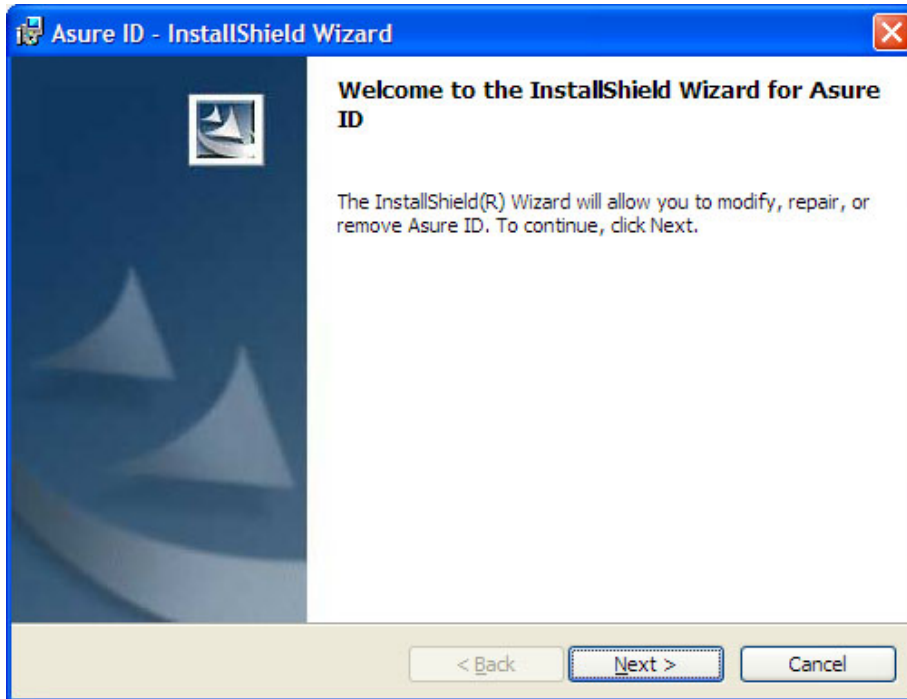 Asure ID - InstallShield Wizard
Welcome to the InstallShield Wizard for Asure
ID
The InstallShield(R) Wizard will allow you to modify, repair, or
remove Asure ID. To continue, click Next.
< Back Next > Cancel